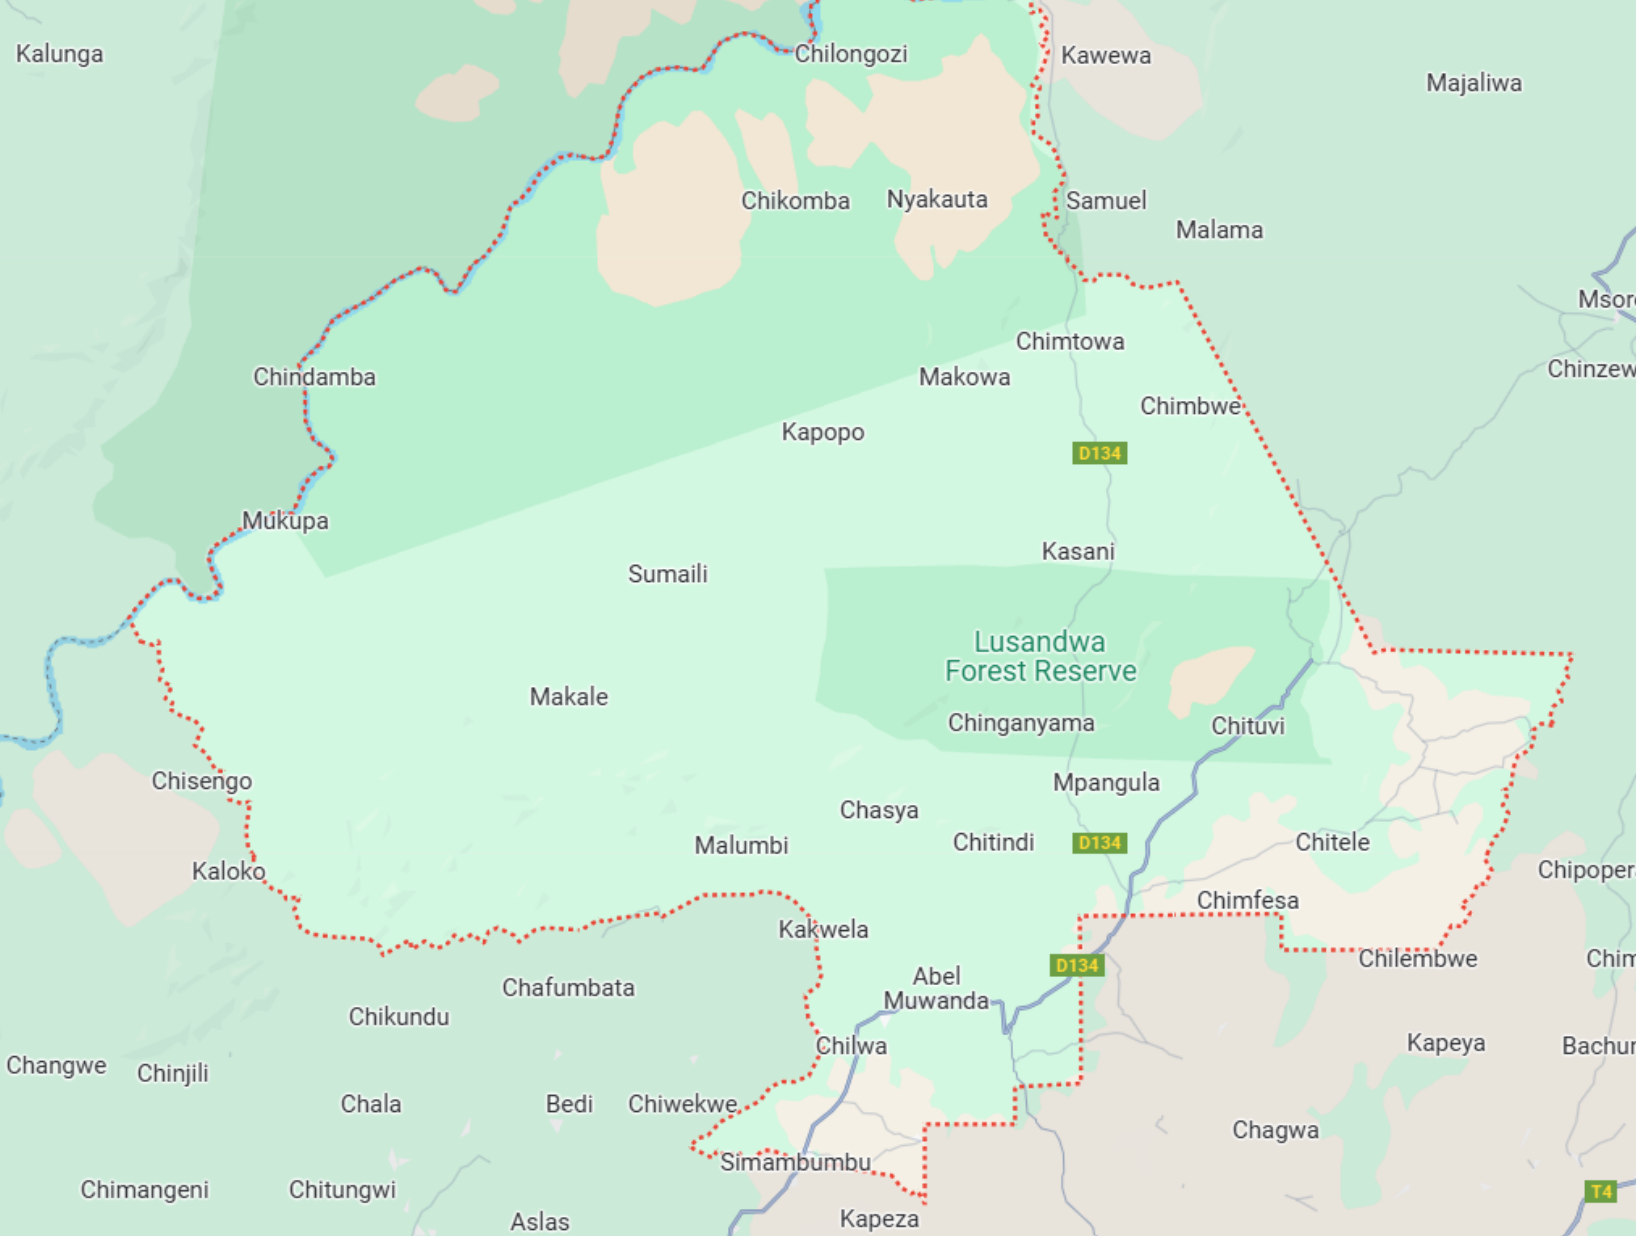 Kalunga
Chilongozi
Kawewa
Majaliwa
Chikomba
Nyakauta
Samuel
Malama
Msor
Chimtowa
Chinzew
Chindamba
Makowa
Chimbwe
Kapopo
D134
Mukupa
Kasani
Sumaili
Lusandwa
Forest Reserve
Makale
Chinganyama
Chituvi
Chisengo
Mpangula
Chasya
Malumbi
Chitindi
D134
Chitele
Kaloko
Chipoper
Chimfesa
Kakwela
Chilembwe
Chim
D134
Abel
Muwanda
Chafumbata
Chikundu
Chilwa
Kapeya
Bachur
Changwe
Chinjili
Chala
Bedi
Chiwekwe
Chagwa
Simambumbu
Chimangeni
Chitungwi
T4
Aslas
Kapeza